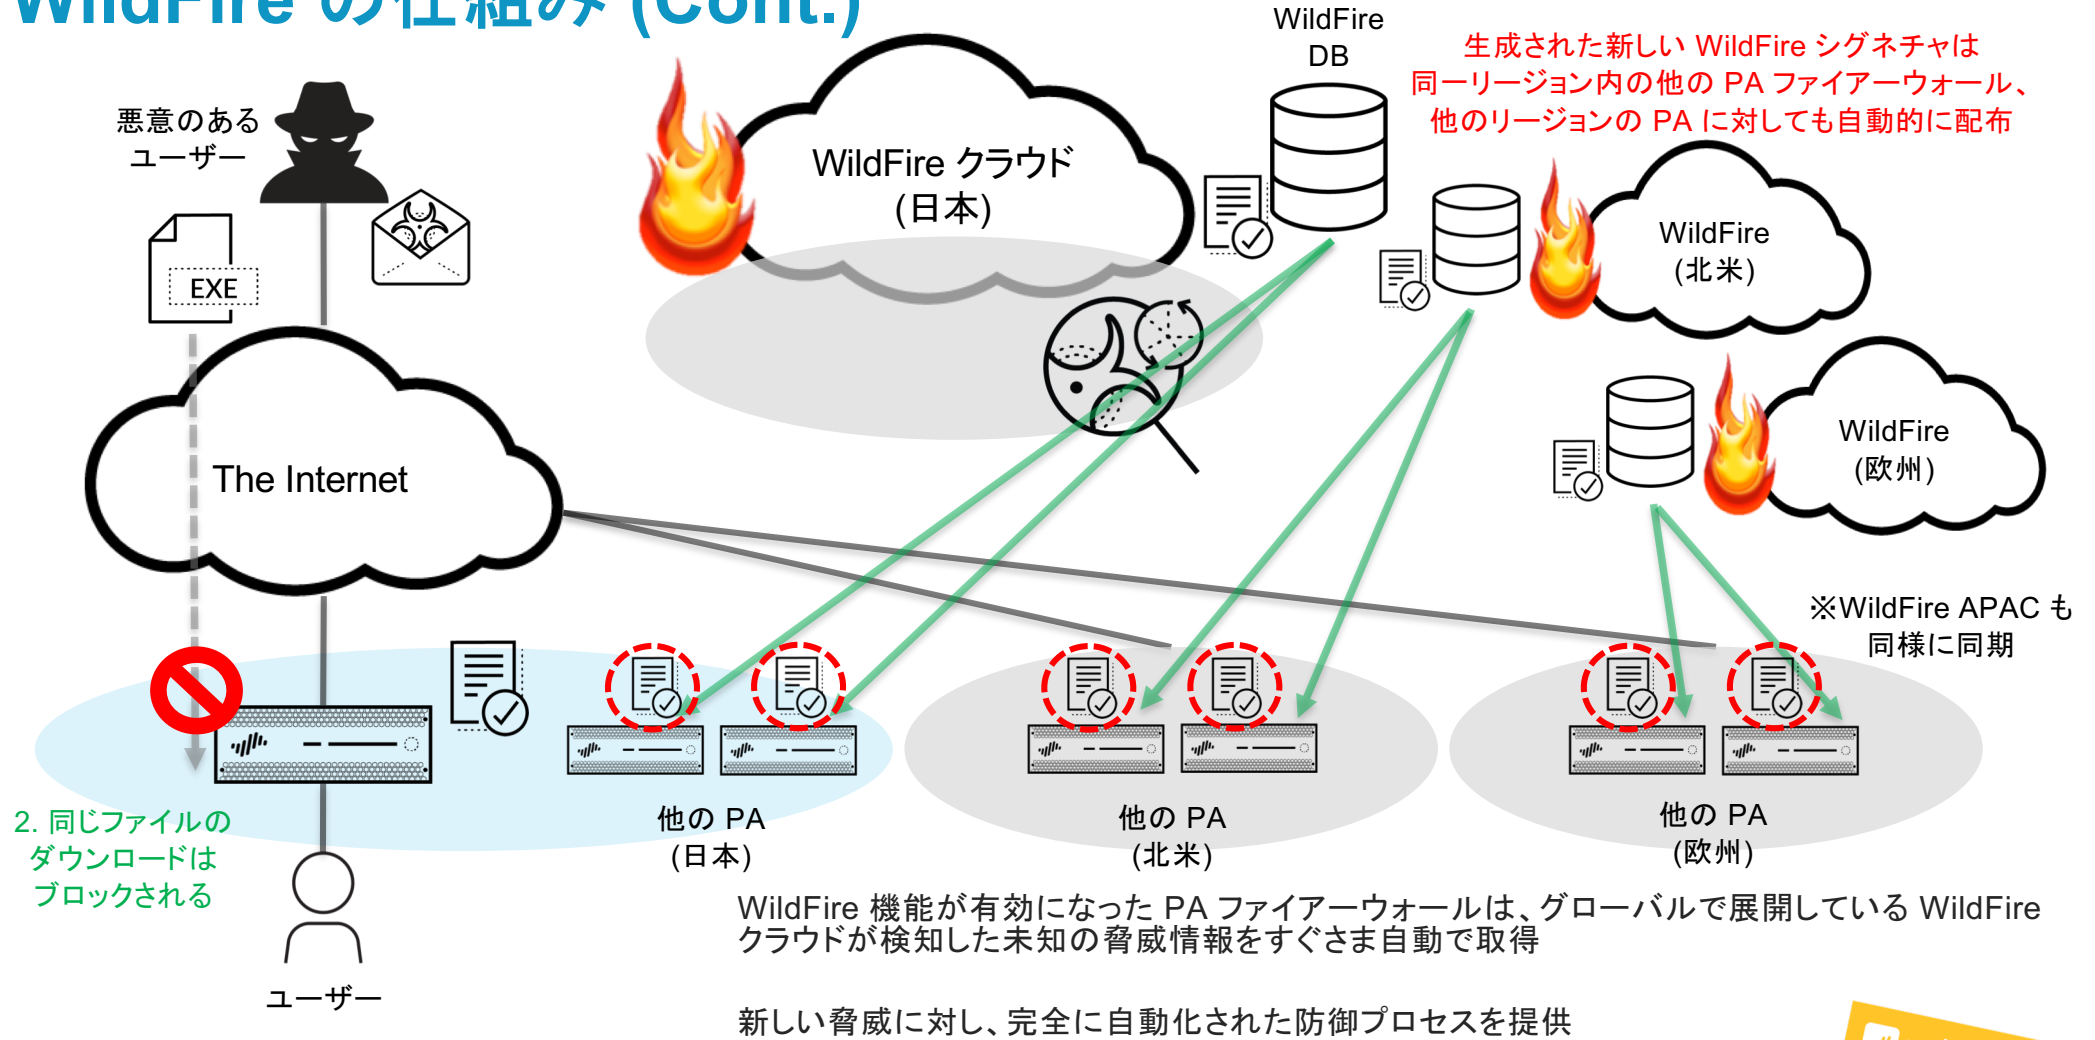 WildFire の仕組み (Cont.)
WildFire
DB
生成された新しい WildFire シグネチャは
同一リージョン内の他の PA ファイアーウォール、
他のリージョンの PA に対しても自動的に配布
悪意のある
ユーザー
WildFire クラウド
(日本)
WildFire
(北米)
EXE
WildFire
(欧州)
The Internet
※WildFire APAC も
同様に同期
2. 同じファイルの
ダウンロードは
ブロックされる
他の PA
(日本)
他の PA
(北米)
他の PA
(欧州)
WildFire 機能が有効になった PA ファイアーウォールは、グローバルで展開している WildFire
クラウドが検知した未知の脅威情報をすぐさま自動で取得
ユーザー
新しい脅威に対し、完全に自動化された防御プロセスを提供